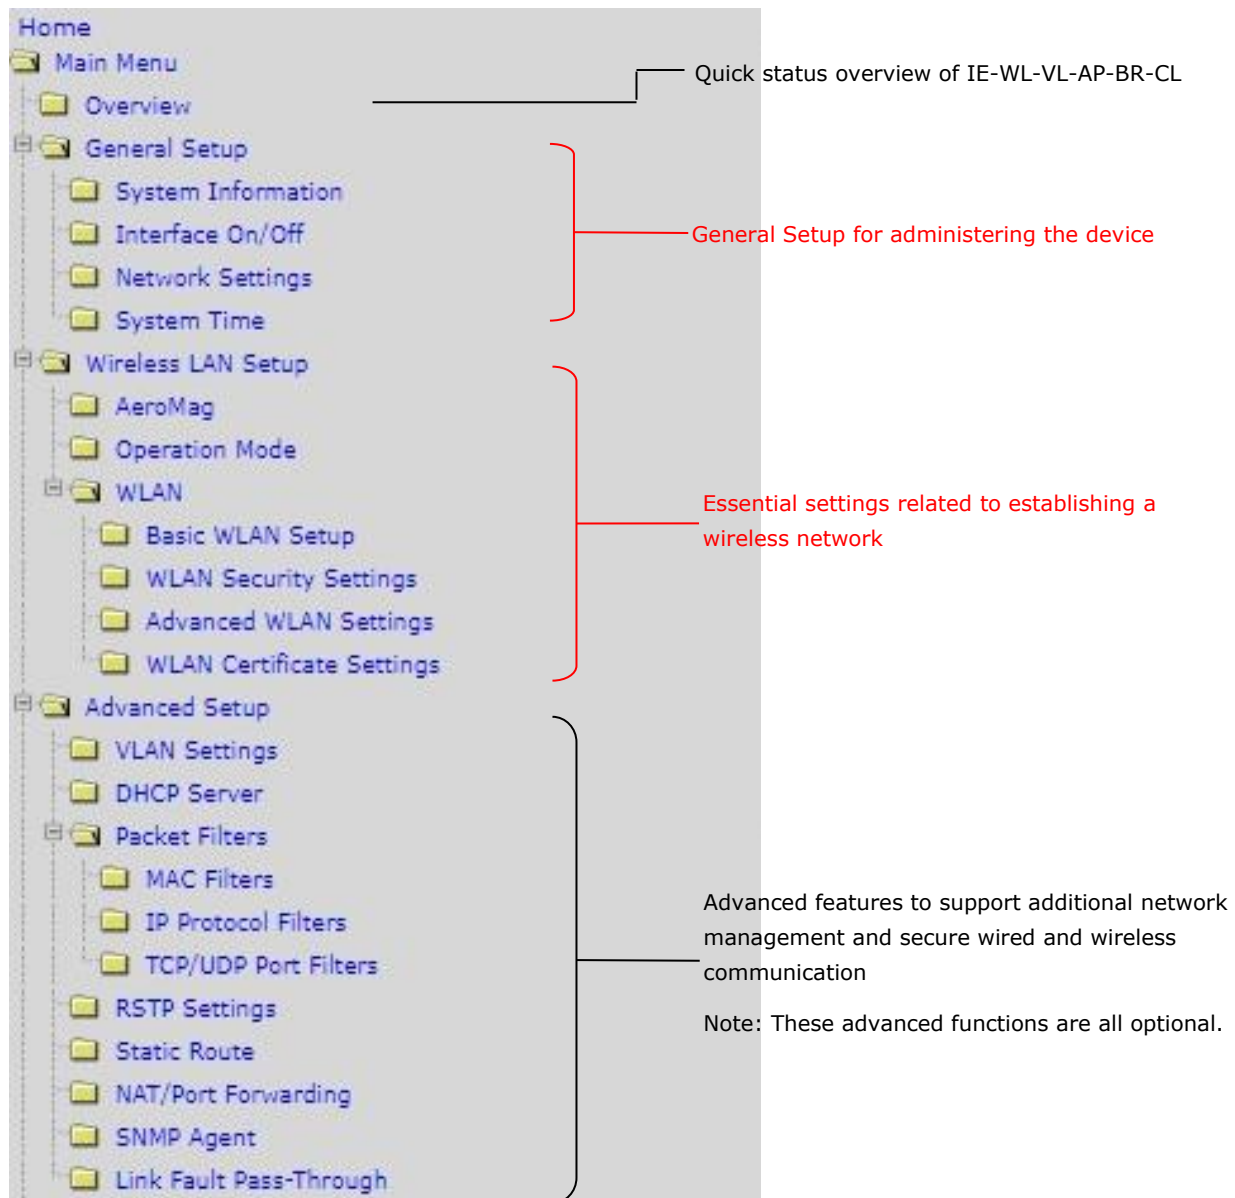 Home
Main Menu
Quick status overview of IE-WL-VL-AP-BR-CL
Overview
General Setup
System Information
Interface On/Off
General Setup for administering the device
Network Settings
System Time
Wireless LAN Setup
AeroMag
Operation Mode
WLAN
Essential settings related to establishing a
wireless network
Basic WLAN Setup
WLAN Security Settings
Advanced WLAN Settings
WLAN Certificate Settings
Advanced Setup
VLAN Settings
DHCP Server
Packet Filters
MAC Filters
IP Protocol Filters
TCP/UDP Port Filters
Advanced features to support additional network
management and secure wired and wireless
communication
Note: These advanced functions are all optional.
RSTP Settings
Static Route
NAT/Port Forwarding
SNMP Agent
Link Fault Pass-Through